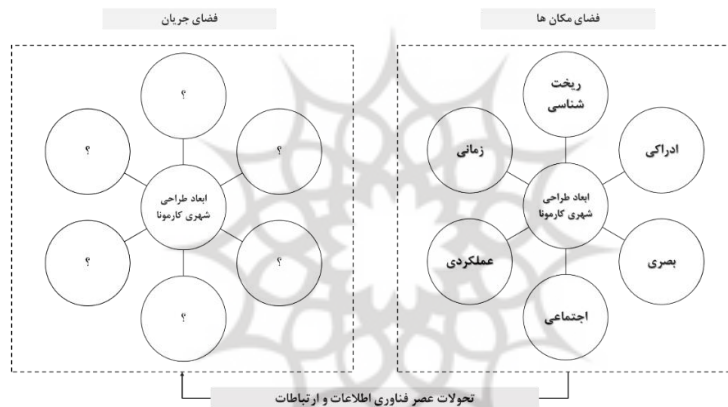 فضای مکان ها
فضای جریان
ریخت
شناسی
ادراکی
بصری
اجتماعی
عملکردی
زمانی
ابعاد طراحی
شهری کارمونا
؟
؟
؟
؟
؟
؟
ابعاد طراحی
شهری کارمونا
تحولات عصر فناوری اطلاعات و ارتباطات